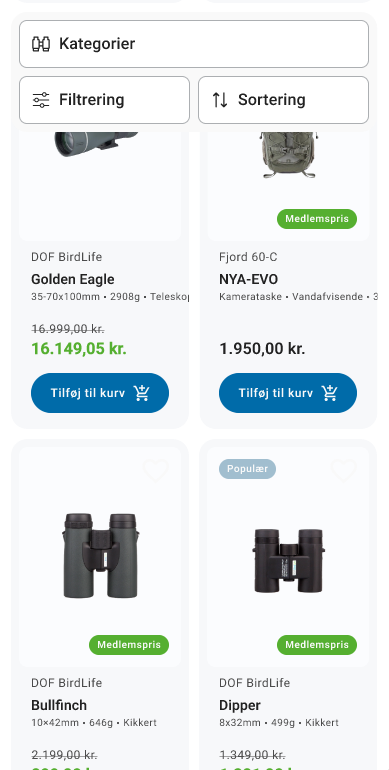 Kategorier
Filtrering
Sortering
Medlemspris
DOF BirdLife
Golden Eagle
35-70x100mm • 2908g • Telesko
16.999,00 kr.
16.149,05 kr.
Tilføj til kurv
Fjord 60-C
NYA-EVO
Kamerataske • Vandafvisende •
1.950,00 kr.
Tilføj til kurv
Medlemspris
DOF BirdLife
Bullfinch
10×42mm • 646g • Kikkert
2.199,00 kr.
Populær
Medlemspris
DOF BirdLife
Dipper
8x32mm • 499g • Kikkert
1.349,00 kr.